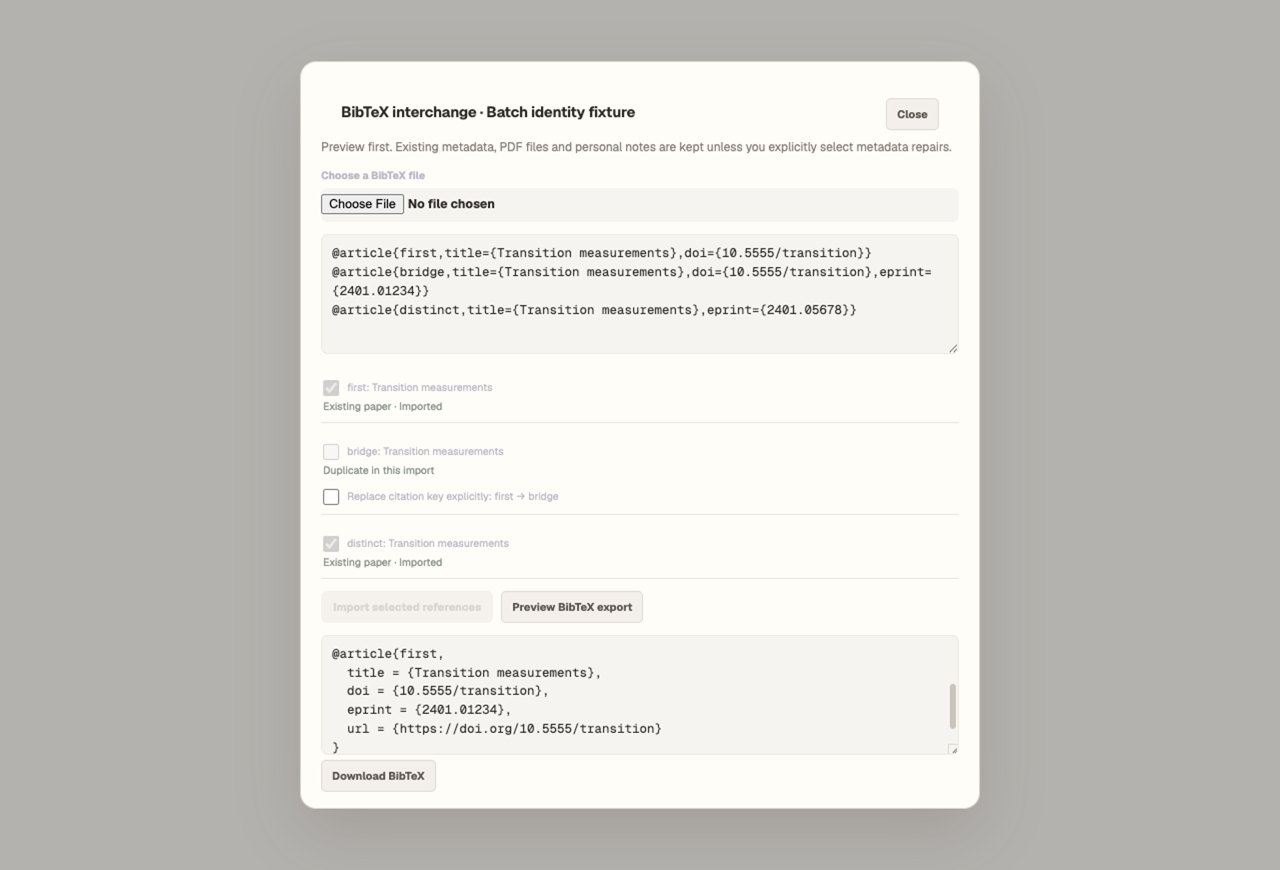 BibTeX interchange · Batch identity fixture
Close
Preview first. Existing metadata, PDF files and personal notes are kept unless you explicitly select metadata repairs.
Choose a BibTeX file
Choose File No file chosen
@article{first,title={Transition measurements},doi={10.5555/transition}}
@article{bridge,title={Transition measurements},doi={10.5555/transition},eprint=
{2401.01234}}
@article{distinct,title={Transition measurements},eprint={2401.05678}}
first: Transition measurements
Existing paper · Imported
bridge: Transition measurements
Duplicate in this import
Replace citation key explicitly: first → bridge
distinct: Transition measurements
Existing paper · Imported
Import selected references
Preview BibTeX export
@article{first,
  title = {Transition measurements},
  doi = {10.5555/transition},
  eprint = {2401.01234},
  url = {https://doi.org/10.5555/transition}
}
Download BibTeX